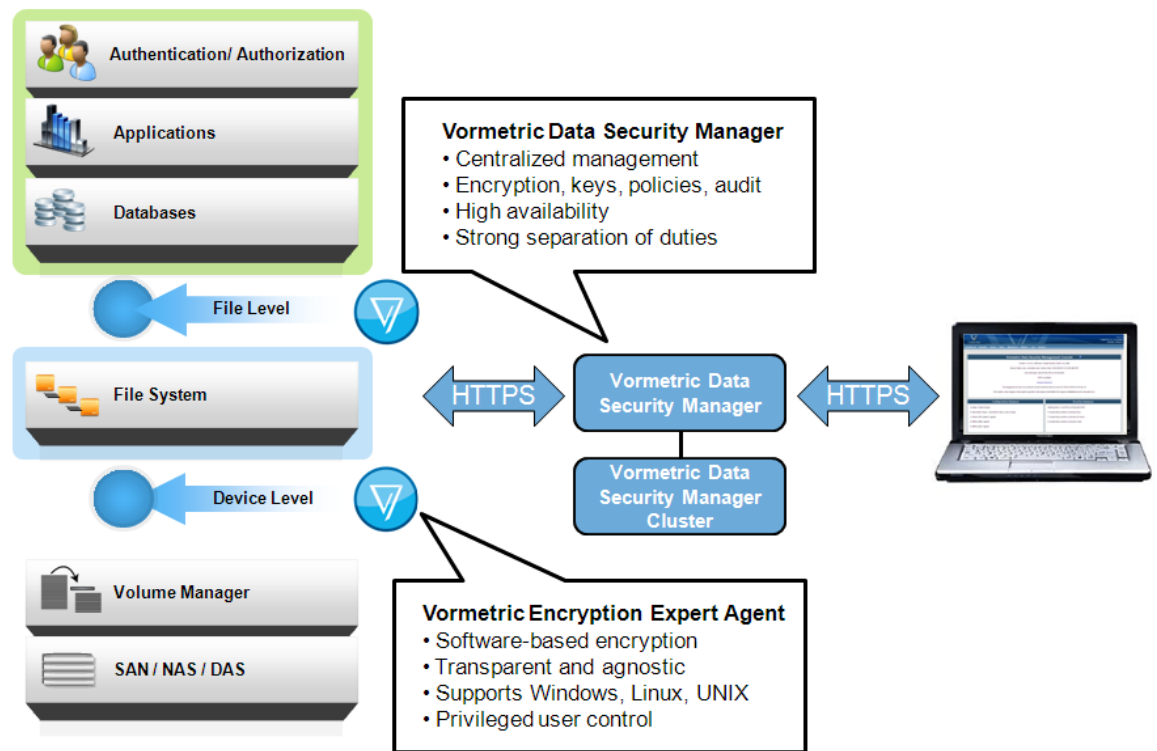 Authentication/ Authorization
Applications
Databases
File Level
File System
Device Level
Volume Manager
SAN / NAS / DAS
Vormetric Data Security Manager
• Centralized management
• Encryption, keys, policies, audit
• High availability
• Strong separation of duties
HTTPS
Vormetric Data
Security Manager
HTTPS
Vormetric Data
Security Manager
Cluster
Vormetric Encryption Expert Agent
• Software-based encryption
• Transparent and agnostic
• Supports Windows, Linux, UNIX
• Privileged user control